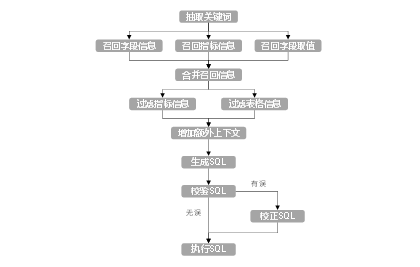 抽取关键词
召回字段信息
召回指标信息
召回字段取值
合并召回信息
过滤指标信息
过滤表格信息
增加额外上下文
生成SQL
校验SQL
有误
无误
校正SQL
执行SQL